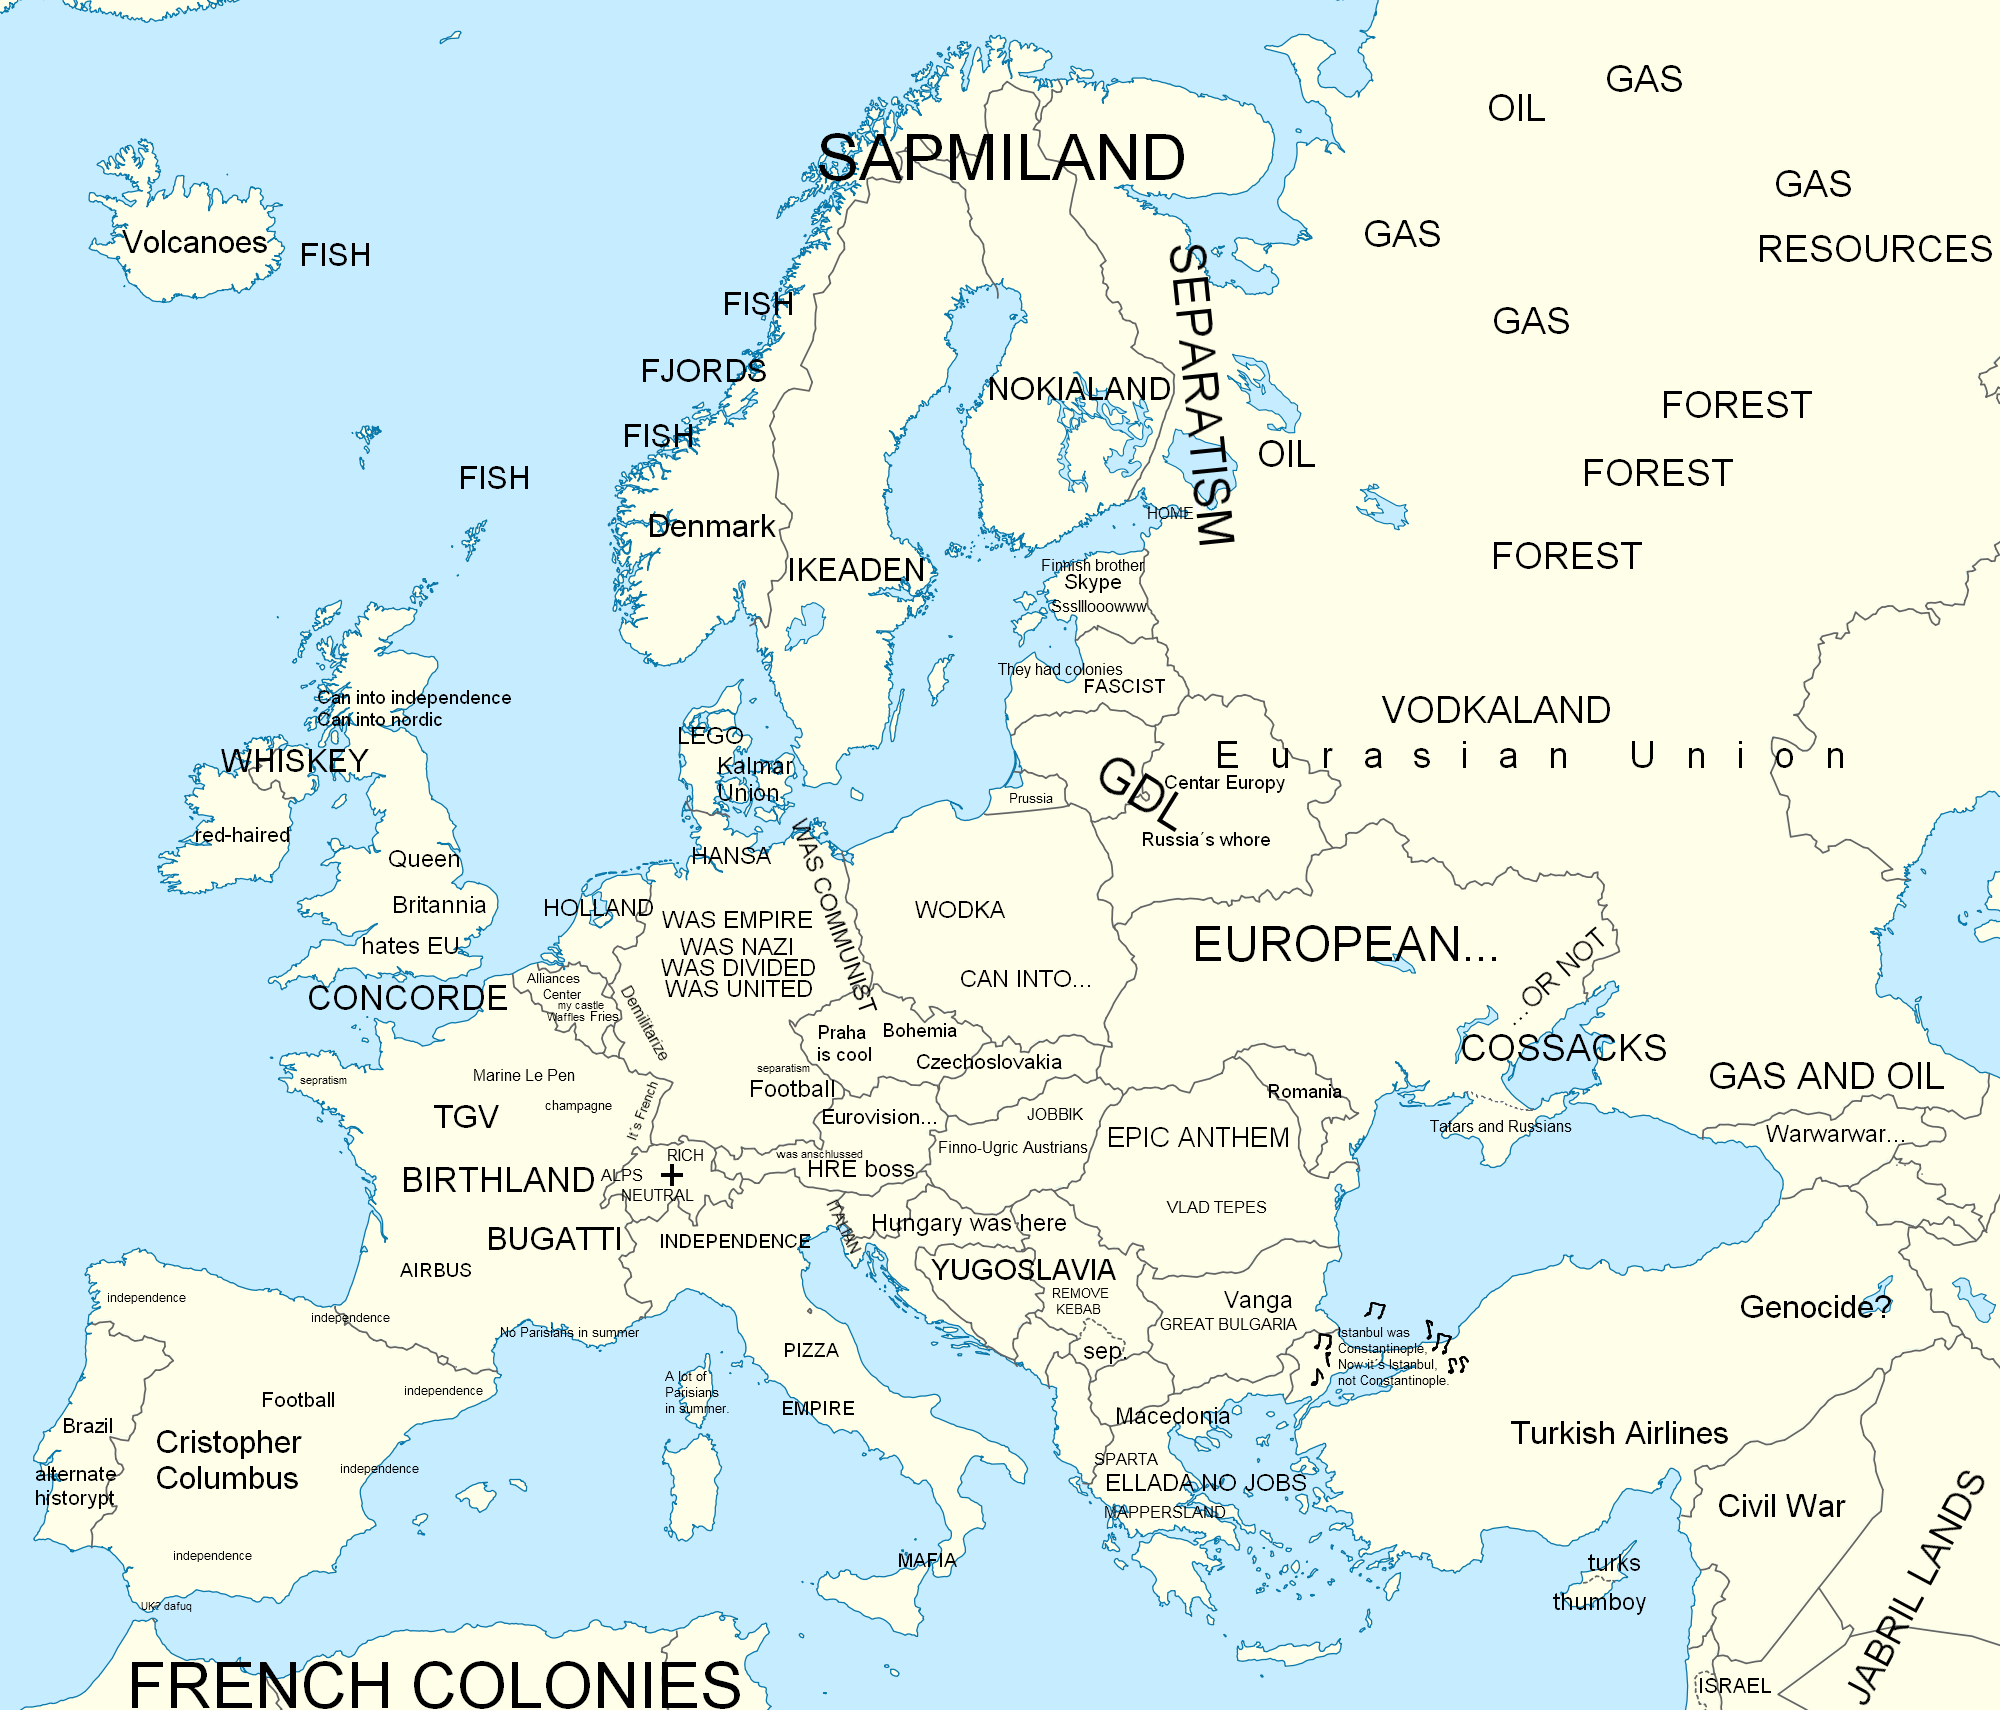 GAS
OIL
SAPMILAND
GAS
GAS
Volcanoes
FISH
RESOURCES
SEPARATISM
FISH
GAS
FJORDS
NOKIALAND
FOREST
FISH
OIL
FISH
FOREST
HOME
Denmark
FOREST
IKEADEN
Finnish brother
Skype
Ssslllooowww
They had colonies
FASCIST
Can into independence
Can into nordic
VODKALAND
LEGO
Eurasian Union
WHISKEY
Kalmar
Union
GDL
Centar Europy
Prussia
red-haired
Russia´s whore
HANSA
WAS COMMUNIST
Queen
Britannia
HOLLAND
WAS EMPIRE
WODKA
hates EU
WAS NAZI
EUROPEAN...
WAS DIVIDED
WAS UNITED
CAN INTO...
...OR NOT
Alliances
Center
my castle
Waffles Fries
CONCORDE
Demilitarize
Praha
is cool
Bohemia
Czechoslovakia
COSSACKS
separatism
Football
sepratism
Marine Le Pen
GAS AND OIL
Romania
champagne
It´s French
TGV
Eurovision...
JOBBIK
Tatars and Russians
EPIC ANTHEM
Warwarwar...
Finno-Ugric Austrians
RICH
was anschlussed
HRE boss
BIRTHLAND
ALPS
NEUTRAL
VLAD TEPES
ITALIAN
Hungary was here
BUGATTI
INDEPENDENCE
AIRBUS
YUGOSLAVIA
REMOVE
KEBAB
independence
Vanga
GREAT BULGARIA
Genocide?
independence
No Parisians in summer
Istanbul was
Constantinople,
Now it´s Istanbul,
not Constantinople.
PIZZA
sep.
A lot of
Parisians
in summer.
independence
Football
EMPIRE
Brazil
Macedonia
Cristopher
Columbus
Turkish Airlines
SPARTA
independence
alternate
historypt
ELLADA NO JOBS
MAPPERSLAND
Civil War
JABRIL LANDS
independence
MAFIA
turks
thumboy
UK? dafuq
FRENCH COLONIES
ISRAEL